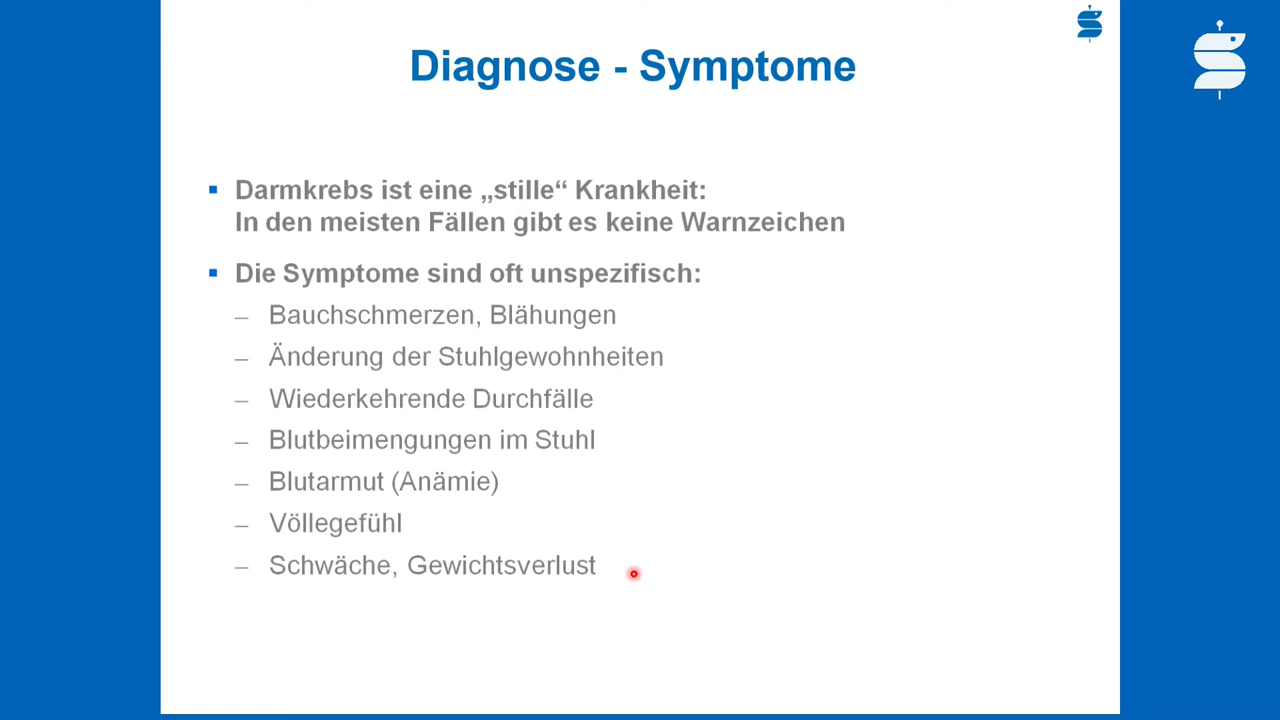 Diagnose - Symptome
▪ Darmkrebs ist eine „stille“ Krankheit:
In den meisten Fällen gibt es keine Warnzeichen
▪ Die Symptome sind oft unspezifisch:
– Bauchschmerzen, Blähungen
– Änderung der Stuhlgewohnheiten
– Wiederkehrende Durchfälle
– Blutbeimengungen im Stuhl
– Blutarmut (Anämie)
– Völlegefühl
– Schwäche, Gewichtsverlust